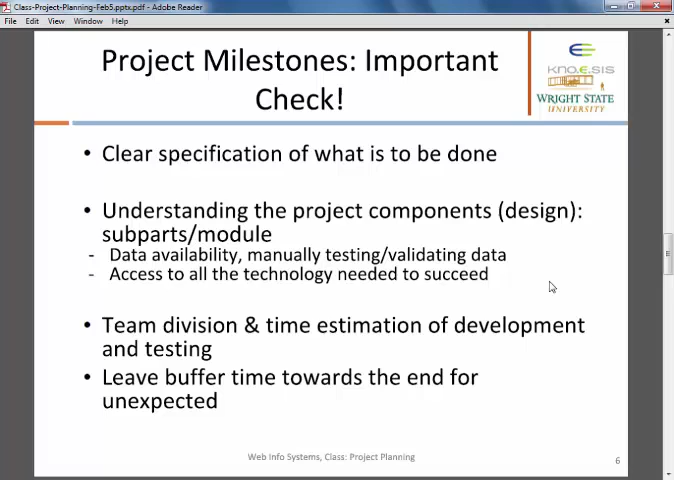 Class-Project-Planning-Feb5.pptx.pdf - Adobe Reader
File Edit View Window Help
Project Milestones: Important
Check!
kno.e.sis
WRIGHT STATE
UNIVERSITY
• Clear specification of what is to be done
• Understanding the project components (design):
subparts/module
- Data availability, manually testing/validating data
- Access to all the technology needed to succeed
• Team division & time estimation of development
and testing
• Leave buffer time towards the end for
unexpected
Web Info Systems, Class: Project Planning
6